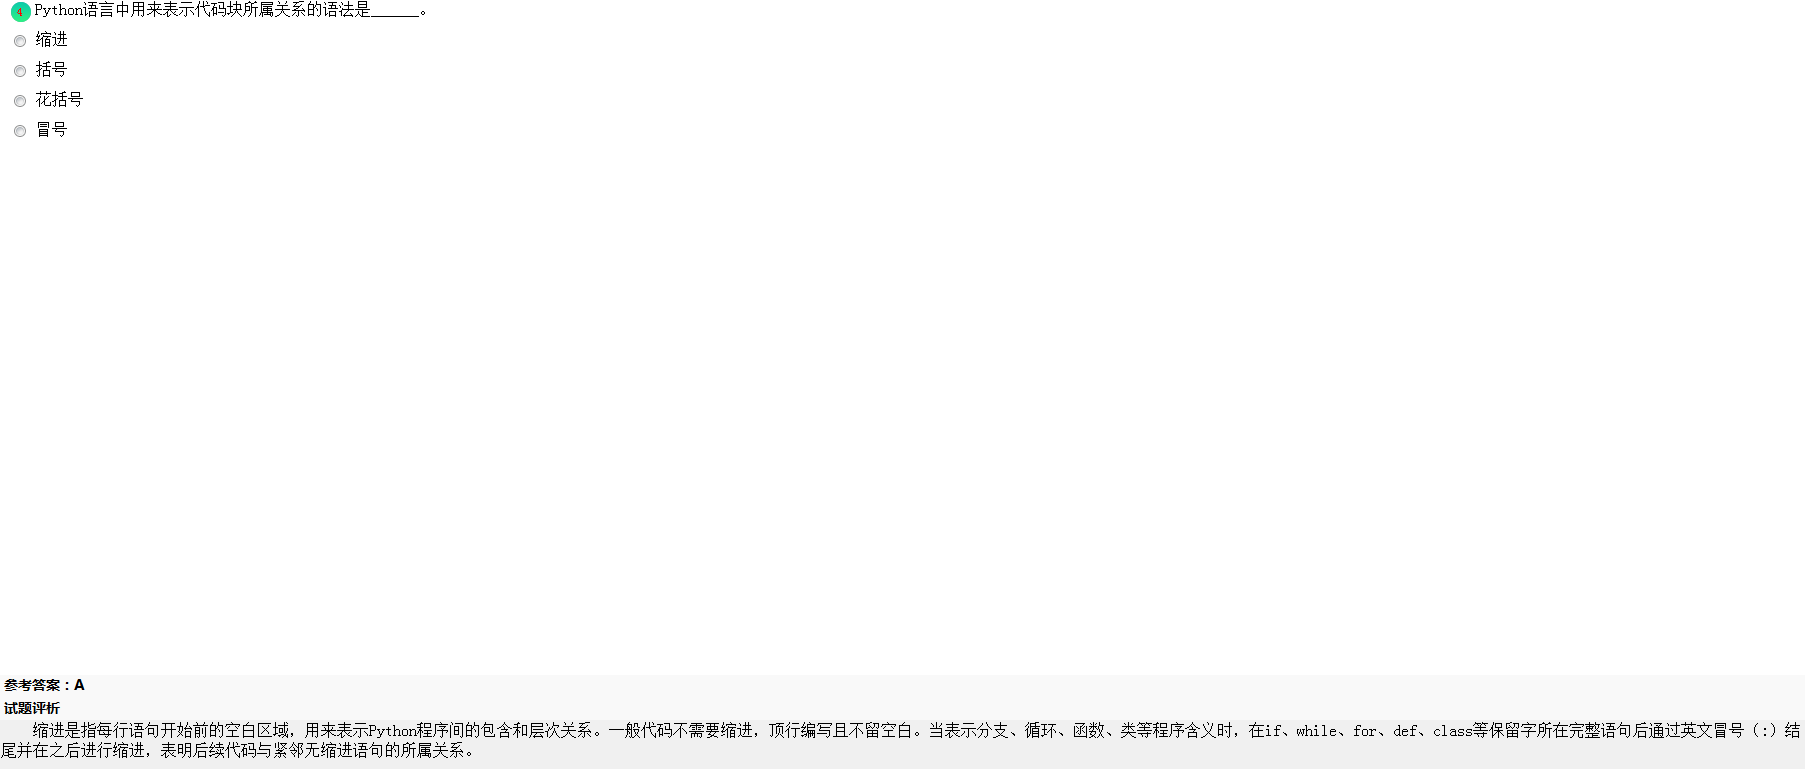 4 Python语言中用来表示代码块所属关系的语法是______。
缩进
括号
花括号
冒号
参考答案：A
试题评析
缩进是指每行语句开始前的空白区域，用来表示Python程序间的包含和层次关系。一般代码不需要缩进，顶行编写且不留空白。当表示分支、循环、函数、类等程序含义时，在if、while、for、def、class等保留字所在完整语句后通过英文冒号（:）结
尾并在之后进行缩进，表明后续代码与紧邻无缩进语句的所属关系。